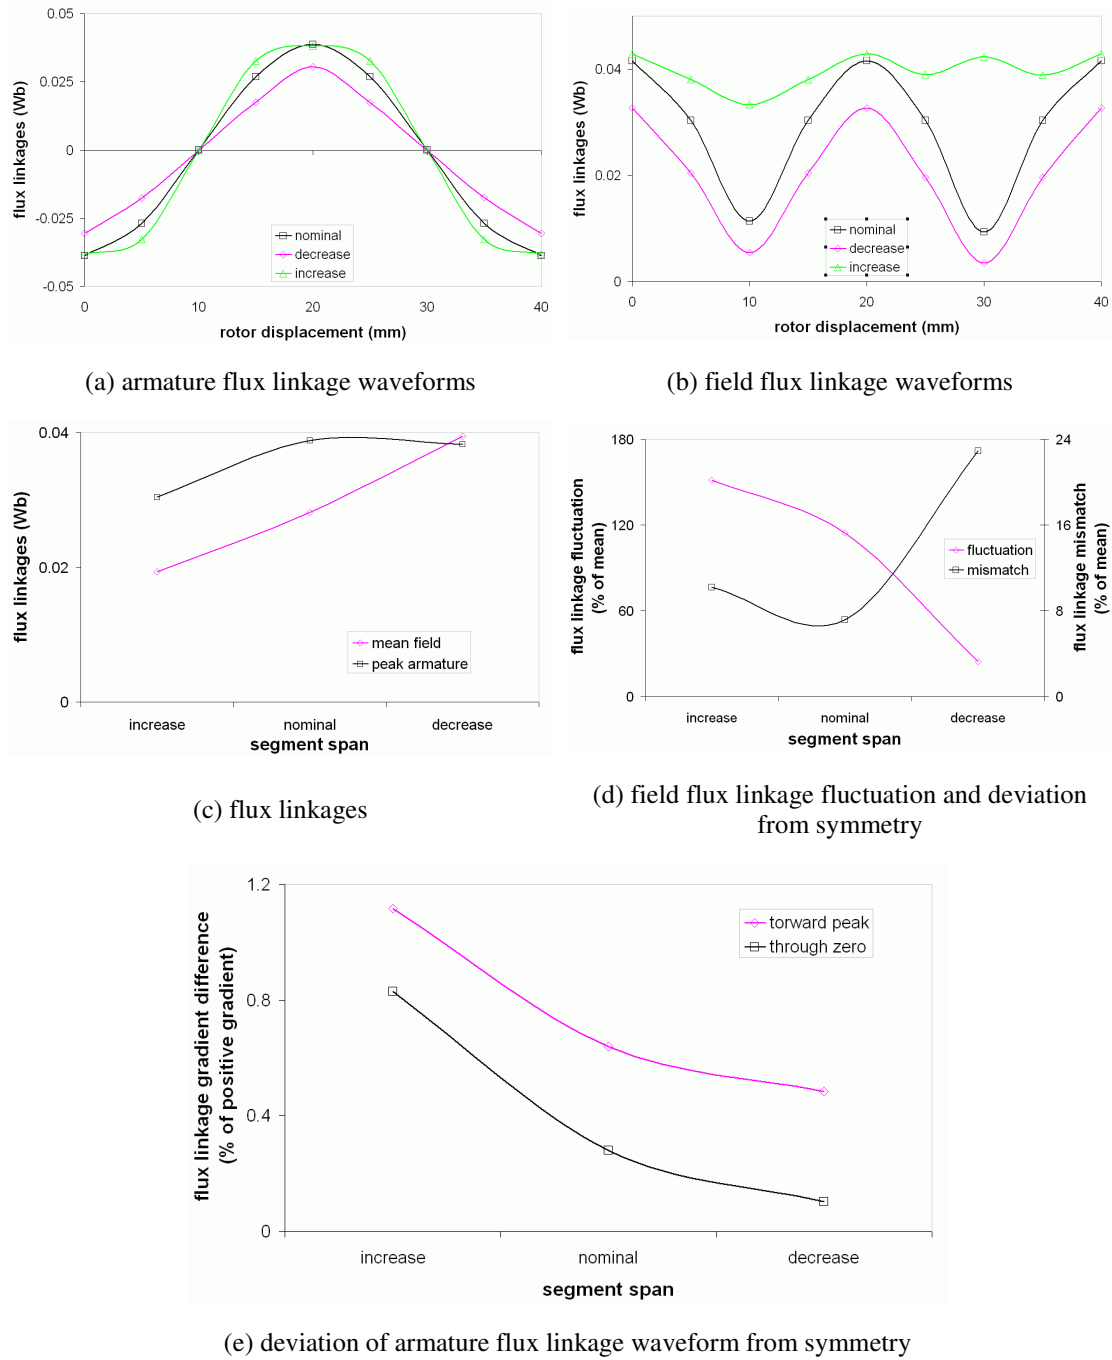 0.05
0.025
0
-0.025
-0.05
flux linkages (Wb)
0 10 20 30 40
rotor displacement (mm)
nominal
decrease
increase
(a) armature flux linkage waveforms
0.04
0.02
0
flux linkages (Wb)
0 10 20 30 40
rotor displacement (mm)
nominal
decrease
increase
(b) field flux linkage waveforms
0.04
0.02
0
flux linkages (Wb)
mean field
peak armature
increase nominal decrease
segment span
(c) flux linkages
180
120
60
0
flux linkage fluctuation
(% of mean)
24
16
8
0
flux linkage mismatch
(% of mean)
fluctuation
mismatch
increase nominal decrease
segment span
(d) field flux linkage fluctuation and deviation
from symmetry
1.2
0.8
0.4
0
flux linkage gradient difference
(% of positive gradient)
torward peak
through zero
increase nominal decrease
segment span
(e) deviation of armature flux linkage waveform from symmetry